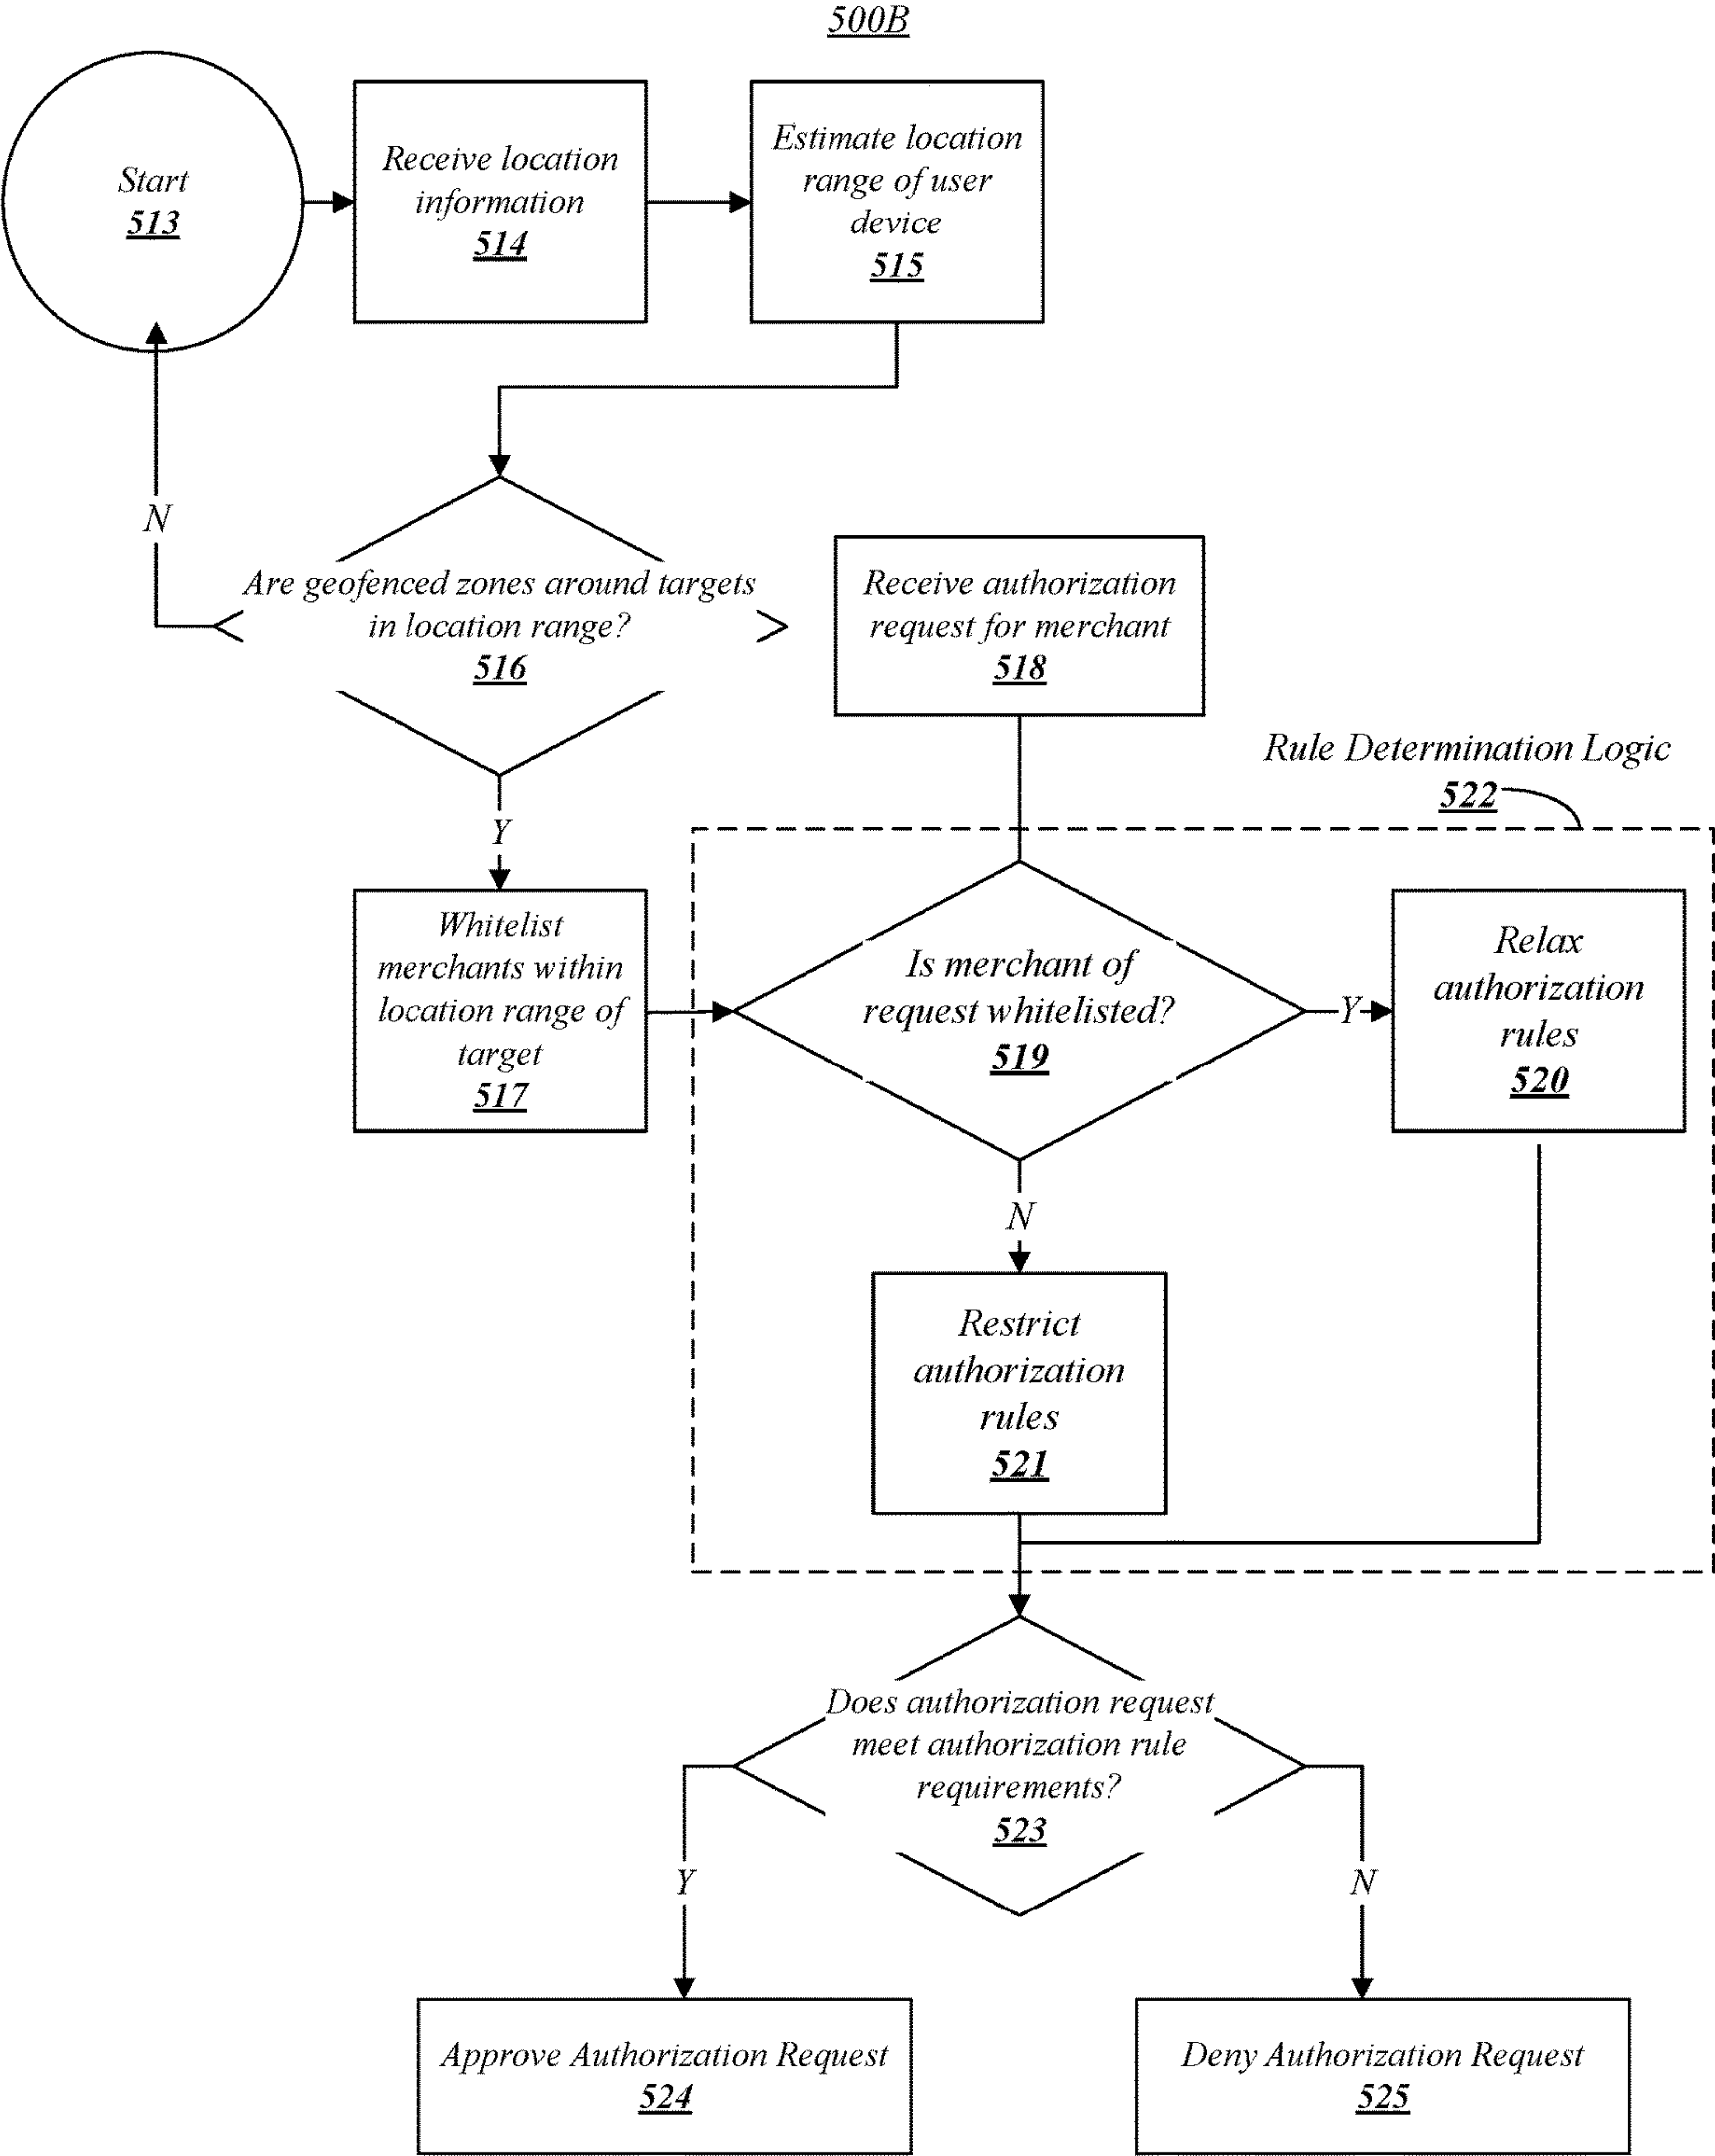 500B
Start
513
Receive location
information
514
Estimate location
range of user
device
515
N
Are geofenced zones around targets
in location range?
516
Receive authorization
request for merchant
518
Rule Determination Logic
522
Y
Whitelist
merchants within
location range of
target
517
Is merchant of
request whitelisted?
519
Y
Relax
authorization
rules
520
N
Restrict
authorization
rules
521
Does authorization request
meet authorization rule
requirements?
523
Y
N
Approve Authorization Request
524
Deny Authorization Request
525